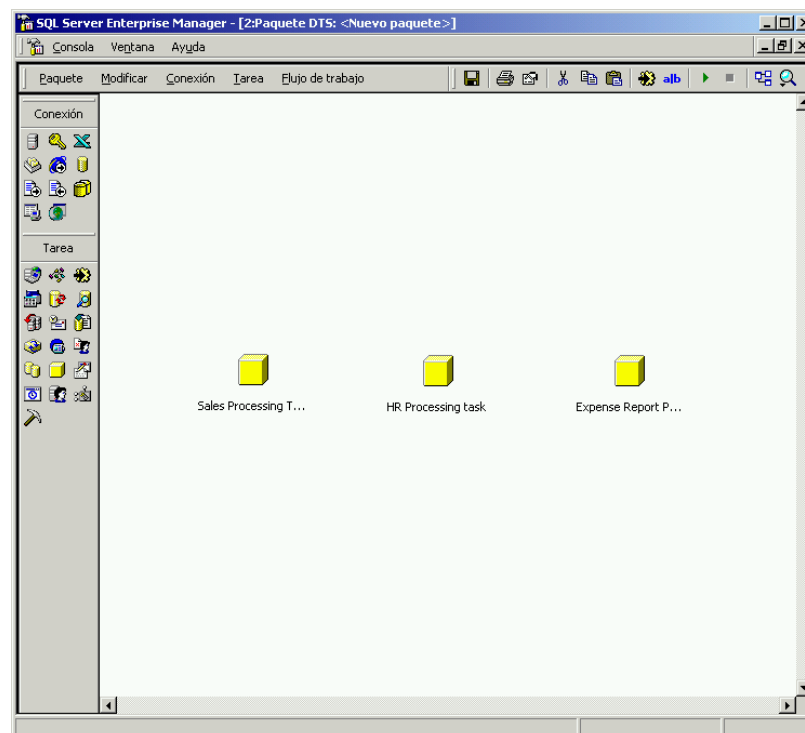 SQL Server Enterprise Manager - [2:Paquete DTS: <Nuevo paquete>]
Consola Ventana Ayuda
Paquete Modificar Conexión Tarea Flujo de trabajo alb
Conexión
Tarea
Sales Processing T... HR Processing task Expense Report P...